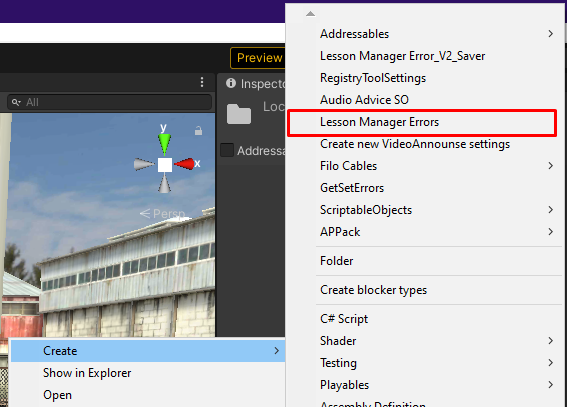 Preview
All
y
x
Persp
Inspecto
Loc
Addressa
Addressables
Lesson Manager Error_V2_Saver
RegistryToolSettings
Audio Advice SO
Lesson Manager Errors
Create new VideoAnnounse settings
Filo Cables
GetSetErrors
ScriptableObjects
APPack
Folder
Create blocker types
C# Script
Shader
Testing
Playables
Assembly Definition
Create
Show in Explorer
Open